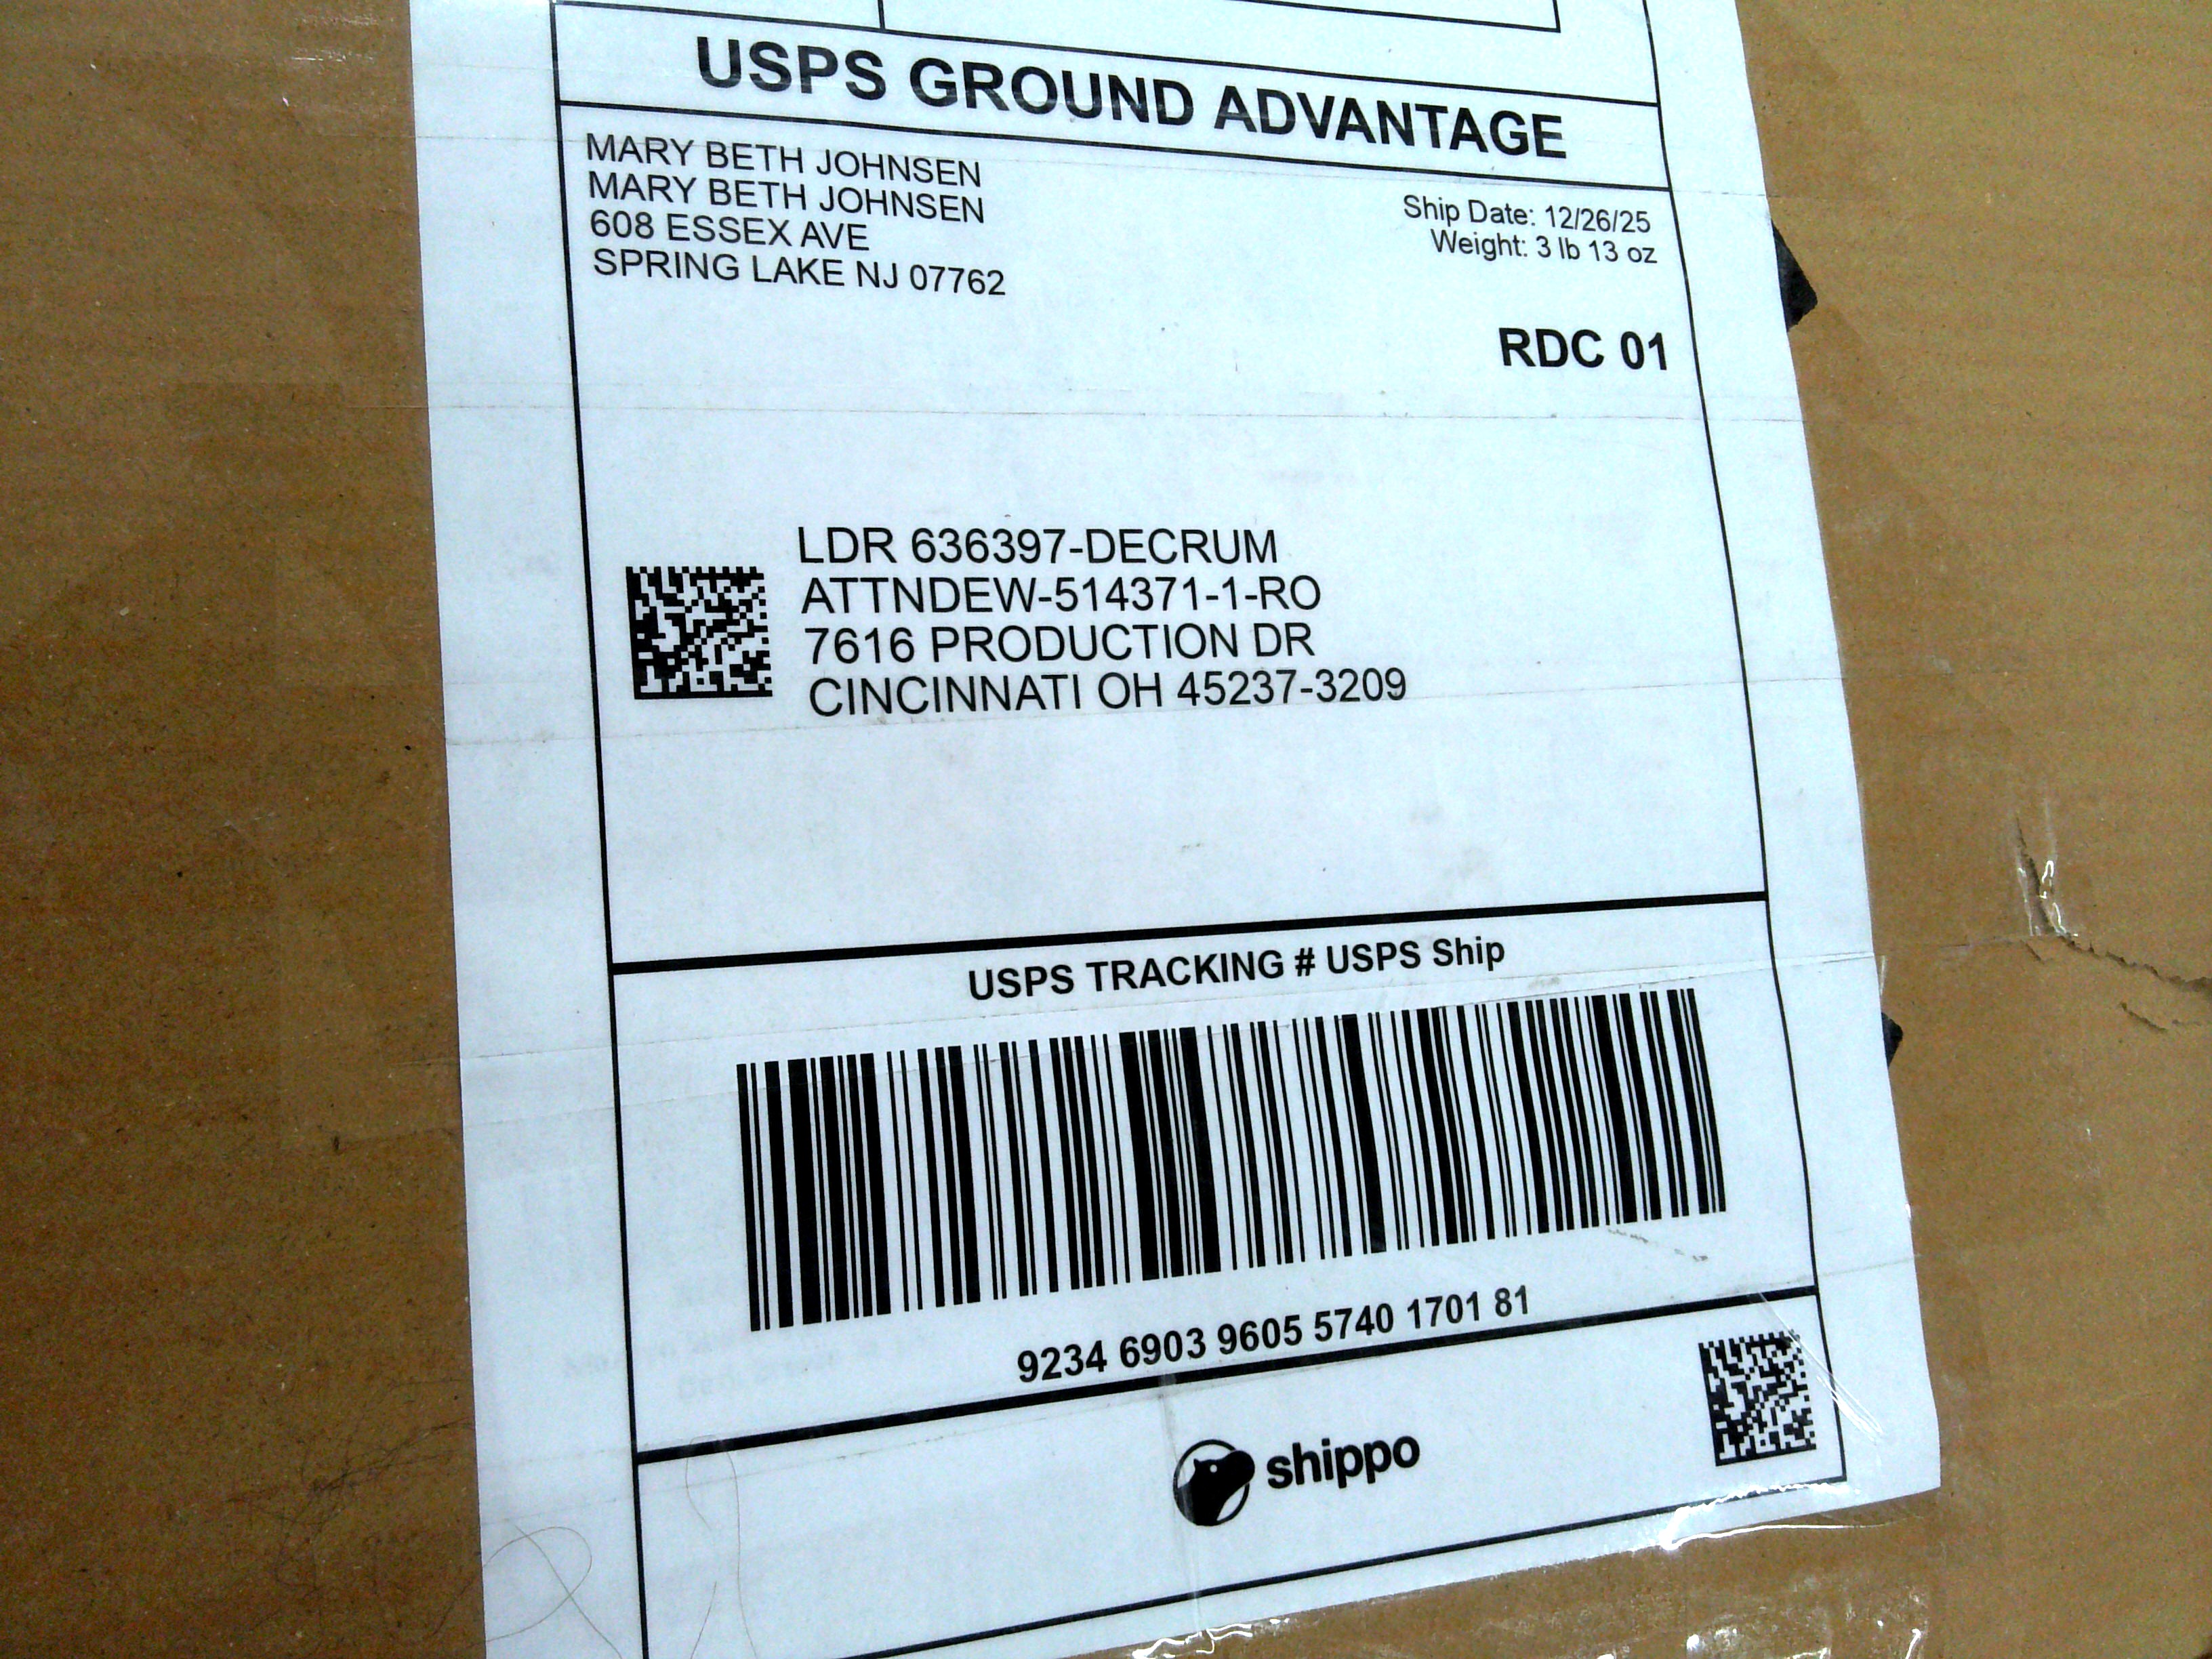 USPS GROUND ADVANTAGE
MARY BETH JOHNSEN
MARY BETH JOHNSEN
608 ESSEX AVE
SPRING LAKE NJ 07762
Ship Date: 12/26/25
Weight: 3 lb 13 oz
RDC 01
LDR 636397-DECRUM
ATTNDEW-514371-1-RO
7616 PRODUCTION DR
CINCINNATI OH 45237-3209
USPS TRACKING # USPS Ship
9234 6903 9605 5740 1701 81
shippo